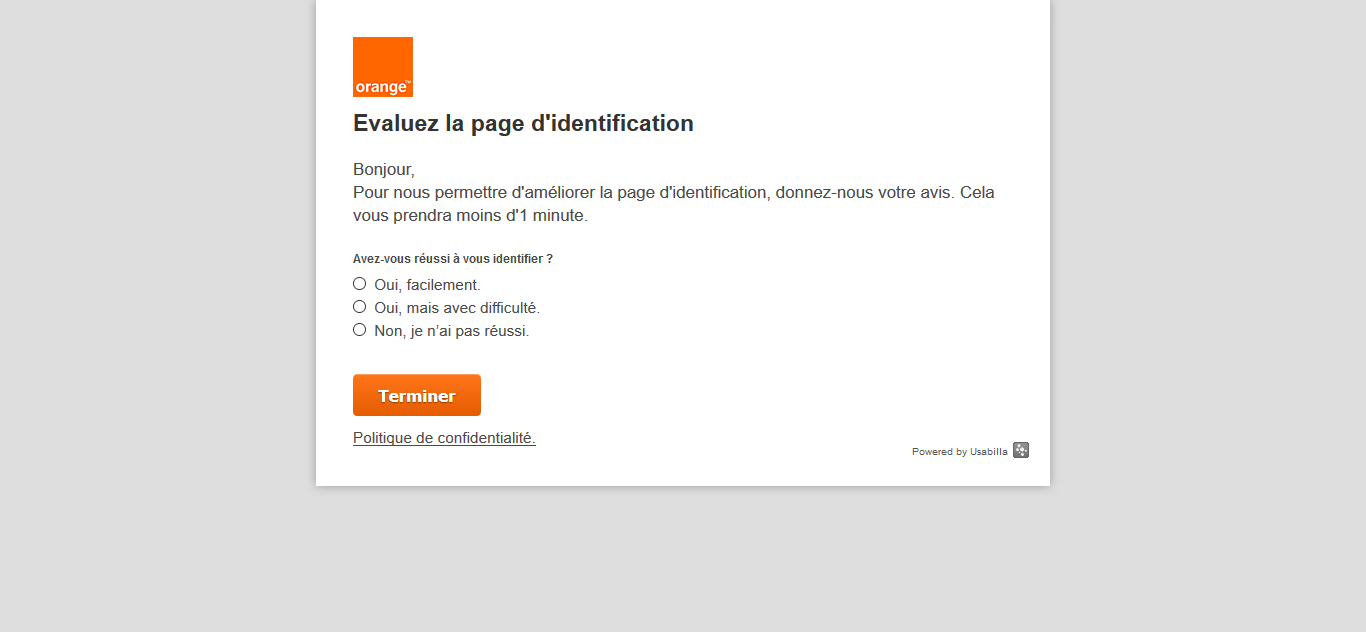 orange™
Evaluez la page d'identification
Bonjour,
Pour nous permettre d'améliorer la page d'identification, donnez-nous votre avis. Cela
vous prendra moins d'1 minute.
Avez-vous réussi à vous identifier ?
Oui, facilement.
Oui, mais avec difficulté.
Non, je n’ai pas réussi.
Terminer
Politique de confidentialité.
Powered by Usabilla